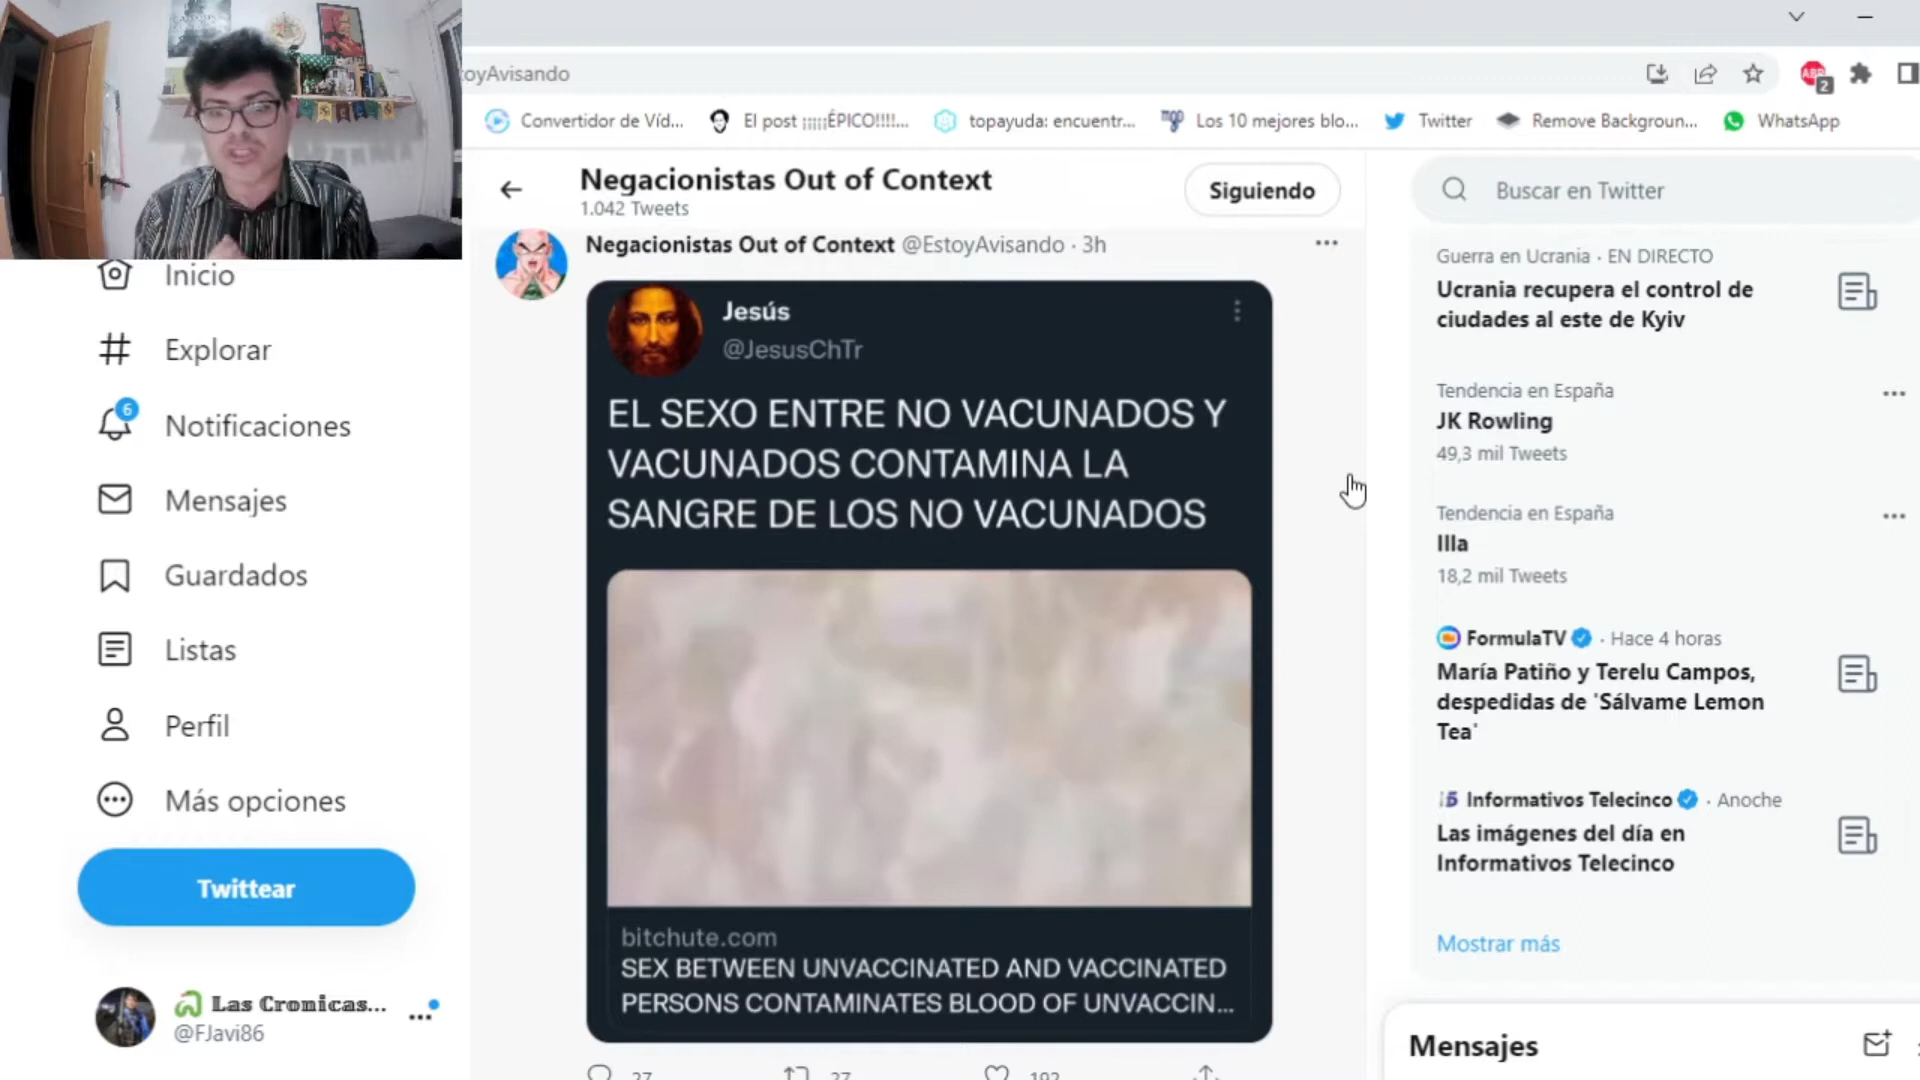 oyAvisando
ABP
2
Convertidor de Víd...
El post ¡¡¡¡¡ÉPICO!!!!...
topayuda: encuentr...
Los 10 mejores blo...
Twitter
Remove Backgroun...
WhatsApp
Negacionistas Out of Context
1.042 Tweets
Siguiendo
Buscar en Twitter
Inicio
Explorar
6
Notificaciones
Mensajes
Guardados
Listas
Perfil
Más opciones
Twittear
Las Cronicas...
@FJavi86
Negacionistas Out of Context @EstoyAvisando · 3h
Jesús
@JesusChTr
EL SEXO ENTRE NO VACUNADOS Y
VACUNADOS CONTAMINA LA
SANGRE DE LOS NO VACUNADOS
bitchute.com
SEX BETWEEN UNVACCINATED AND VACCINATED
PERSONS CONTAMINATES BLOOD OF UNVACCIN...
27
37
192
Guerra en Ucrania · EN DIRECTO
Ucrania recupera el control de
ciudades al este de Kyiv
Tendencia en España
JK Rowling
49,3 mil Tweets
Tendencia en España
Illa
18,2 mil Tweets
FormulaTV · Hace 4 horas
María Patiño y Terelu Campos,
despedidas de 'Sálvame Lemon
Tea'
Informativos Telecinco · Anoche
Las imágenes del día en
Informativos Telecinco
Mostrar más
Mensajes